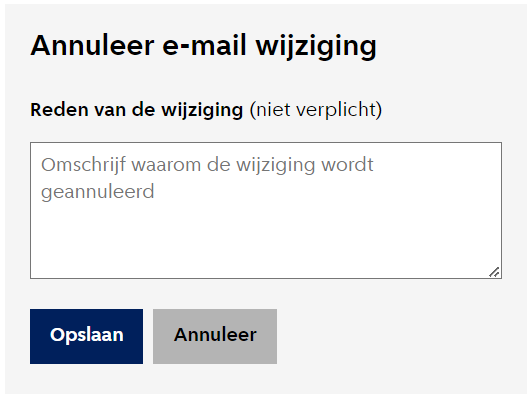 Annuleer e-mail wijziging
Reden van de wijziging (niet verplicht)
Omschrijf waarom de wijziging wordt
geannuleerd
Opslaan Annuleer